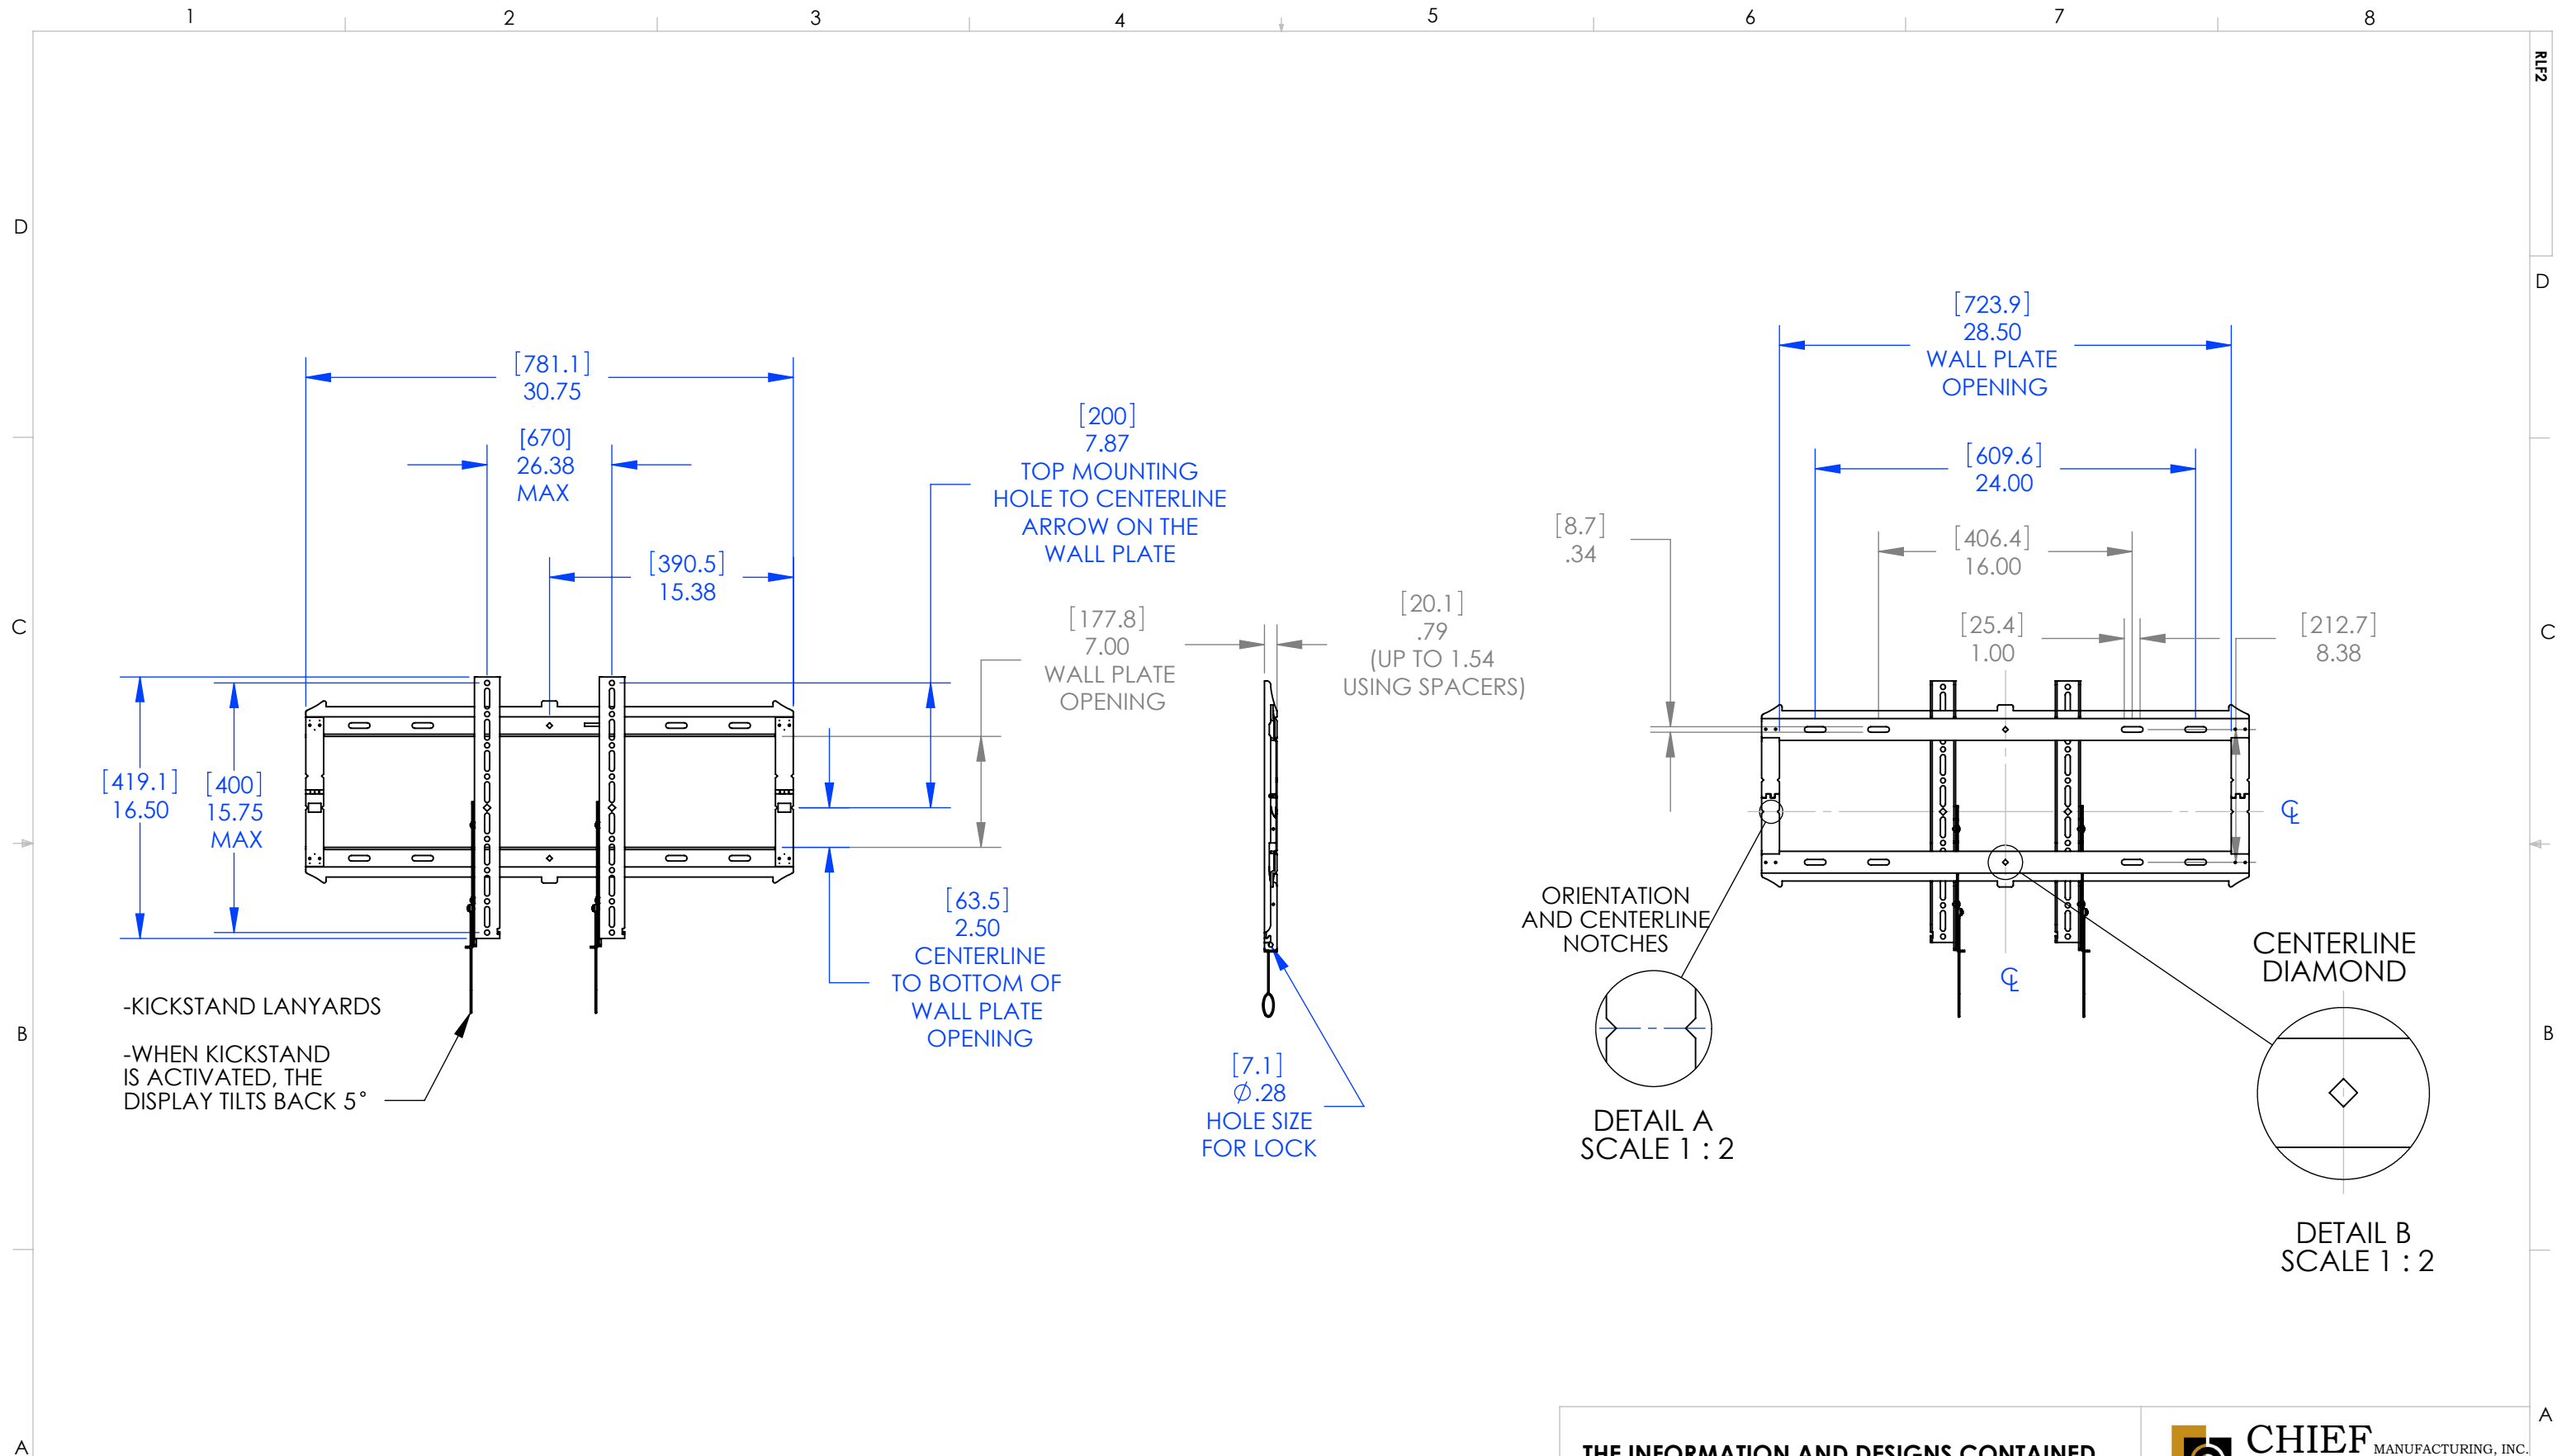 1 2 3 4 5 6 7 8
RLF2
D
D
C
C
B
B
A
A
[781.1]
30.75
[670]
26.38
MAX
[390.5]
15.38
[419.1]
16.50
[400]
15.75
MAX
[200]
7.87
TOP MOUNTING
HOLE TO CENTERLINE
ARROW ON THE
WALL PLATE
[177.8]
7.00
WALL PLATE
OPENING
[63.5]
2.50
CENTERLINE
TO BOTTOM OF
WALL PLATE
OPENING
-KICKSTAND LANYARDS
-WHEN KICKSTAND
IS ACTIVATED, THE
DISPLAY TILTS BACK 5°
[20.1]
.79
(UP TO 1.54
USING SPACERS)
[7.1]
Ø.28
HOLE SIZE
FOR LOCK
[723.9]
28.50
WALL PLATE
OPENING
[609.6]
24.00
[406.4]
16.00
[25.4]
1.00
[8.7]
.34
[212.7]
8.38
℄
℄
ORIENTATION
AND CENTERLINE
NOTCHES
DETAIL A
SCALE 1 : 2
CENTERLINE
DIAMOND
DETAIL B
SCALE 1 : 2
THE INFORMATION AND DESIGNS CONTAINED
CHIEF MANUFACTURING, INC.